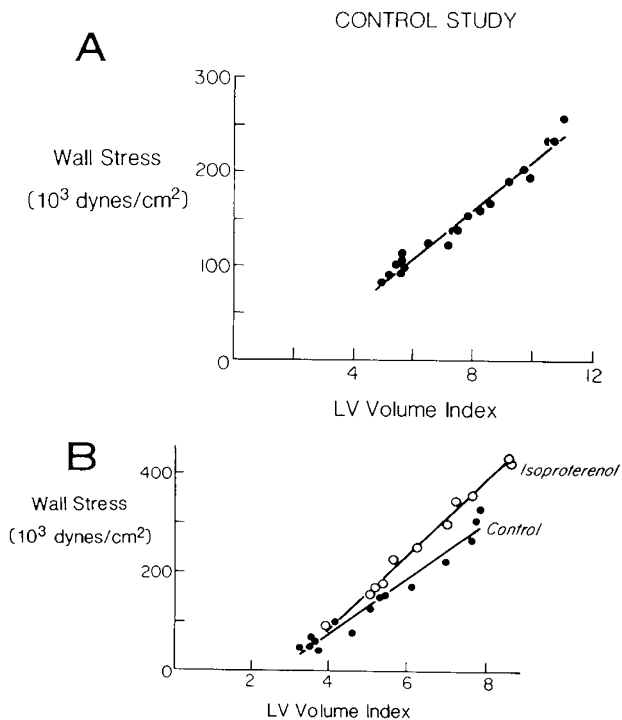 CONTROL STUDY
A
300
Wall Stress
200
(10³ dynes/cm²)
100
0
4 8 12
LV Volume Index
B
400
Isoproterenol
Wall Stress
(10³ dynes/cm²)
Control
200
0
2 4 6 8
LV Volume Index